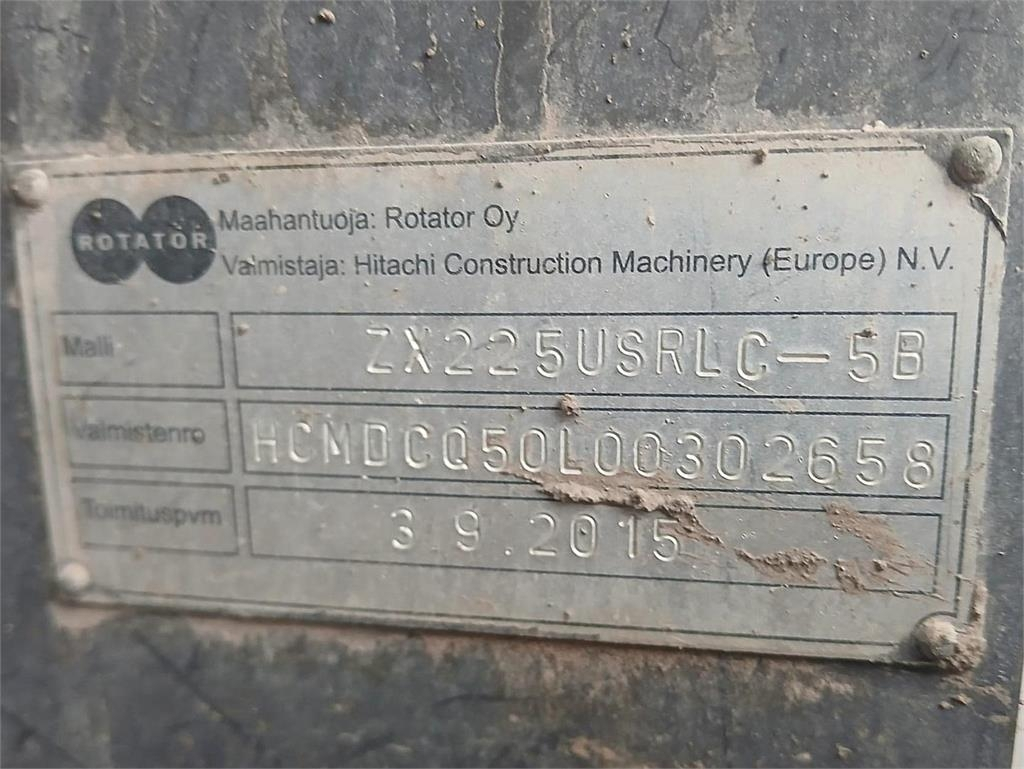 ROTATOR
Maahantuoja: Rotator Oy
Valmistaja: Hitachi Construction Machinery (Europe) N.V.
Malli ZX225USRLC-5B
Valmistenro HCMDCQ50L00302658
Toimituspvm 3.9.2015